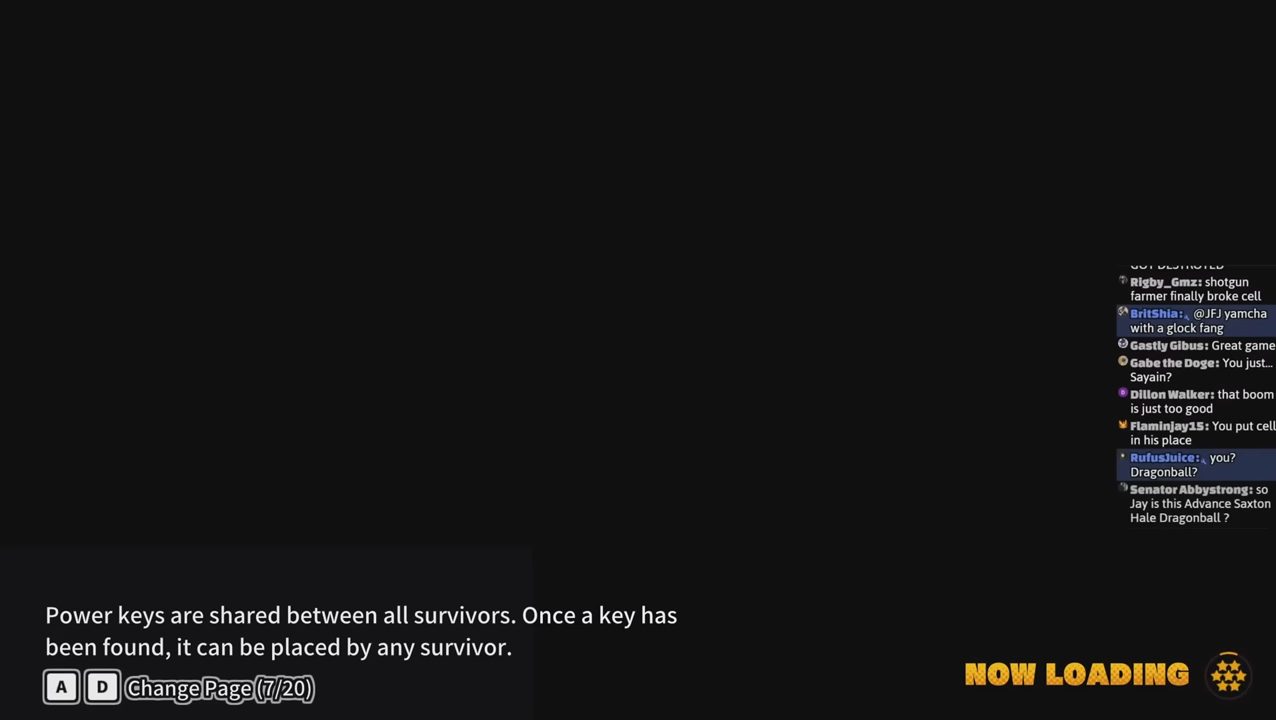 GOT DESTROYED
Rigby_Gmz: shotgun
farmer finally broke cell
BritShia: @JFJ yamcha
with a glock fang
Gastly Gibus: Great game
Gabe the Doge: You just...
Sayain?
Dillon Walker: that boom
is just too good
Flaminjay15: You put cell
in his place
RufusJuice: you?
Dragonball?
Senator Abbystrong: so
Jay is this Advance Saxton
Hale Dragonball ?
Power keys are shared between all survivors. Once a key has
been found, it can be placed by any survivor.
A D Change Page (7/20)
NOW LOADING